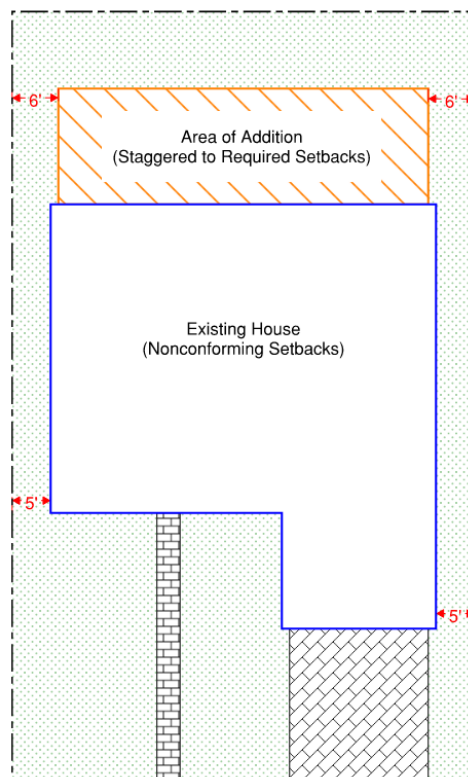 6'
6'
Area of Addition
(Staggered to Required Setbacks)
Existing House
(Nonconforming Setbacks)
5'
5'